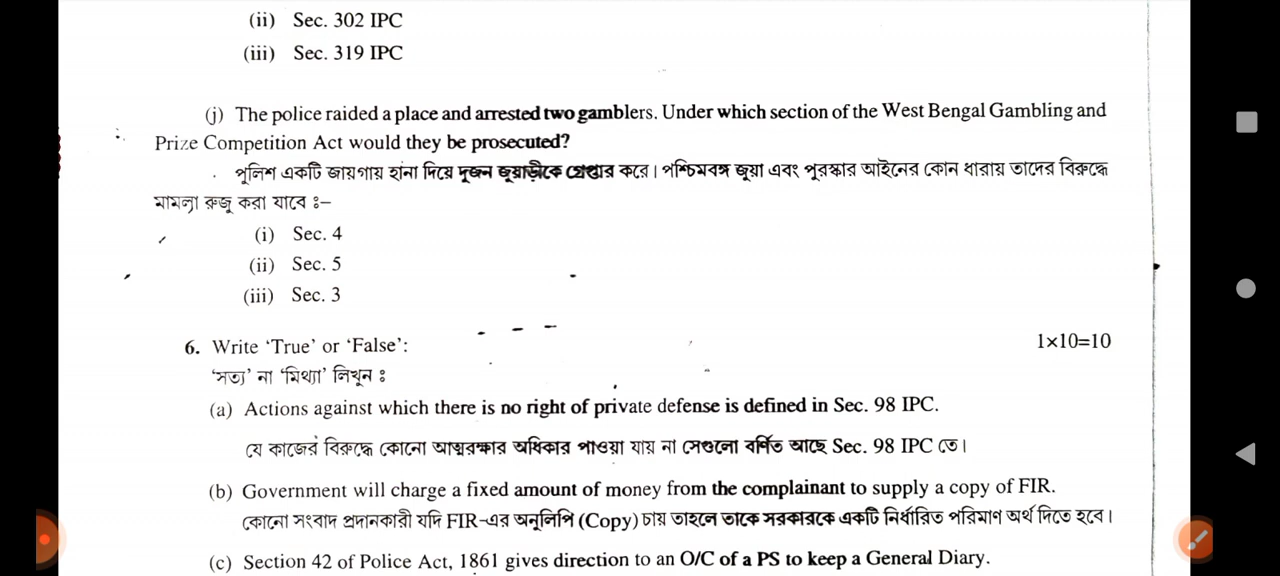 (ii) Sec. 302 IPC
(iii) Sec. 319 IPC
(j) The police raided a place and arrested two gamblers. Under which section of the West Bengal Gambling and
Prize Competition Act would they be prosecuted?
পুলিশ একটি জায়গায় হানা দিয়ে দুজন জুয়াড়ীকে গ্রেপ্তার করে। পশ্চিমবঙ্গ জুয়া এবং পুরস্কার আইনের কোন ধারায় তাদের বিরুদ্ধে
মামলা রুজু করা যাবে ঃ–
(i) Sec. 4
(ii) Sec. 5
(iii) Sec. 3
6. Write ‘True’ or ‘False’: 1×10=10
‘সত্য’ না ‘মিথ্যা’ লিখুন ঃ
(a) Actions against which there is no right of private defense is defined in Sec. 98 IPC.
যে কাজের বিরুদ্ধে কোনো আত্মরক্ষার অধিকার পাওয়া যায় না সেগুলো বর্ণিত আছে Sec. 98 IPC তে।
(b) Government will charge a fixed amount of money from the complainant to supply a copy of FIR.
কোনো সংবাদ প্রদানকারী যদি FIR-এর অনুলিপি (Copy) চায় তাহলে তাকে সরকারকে একটি নির্ধারিত পরিমাণ অর্থ দিতে হবে।
(c) Section 42 of Police Act, 1861 gives direction to an O/C of a PS to keep a General Diary.